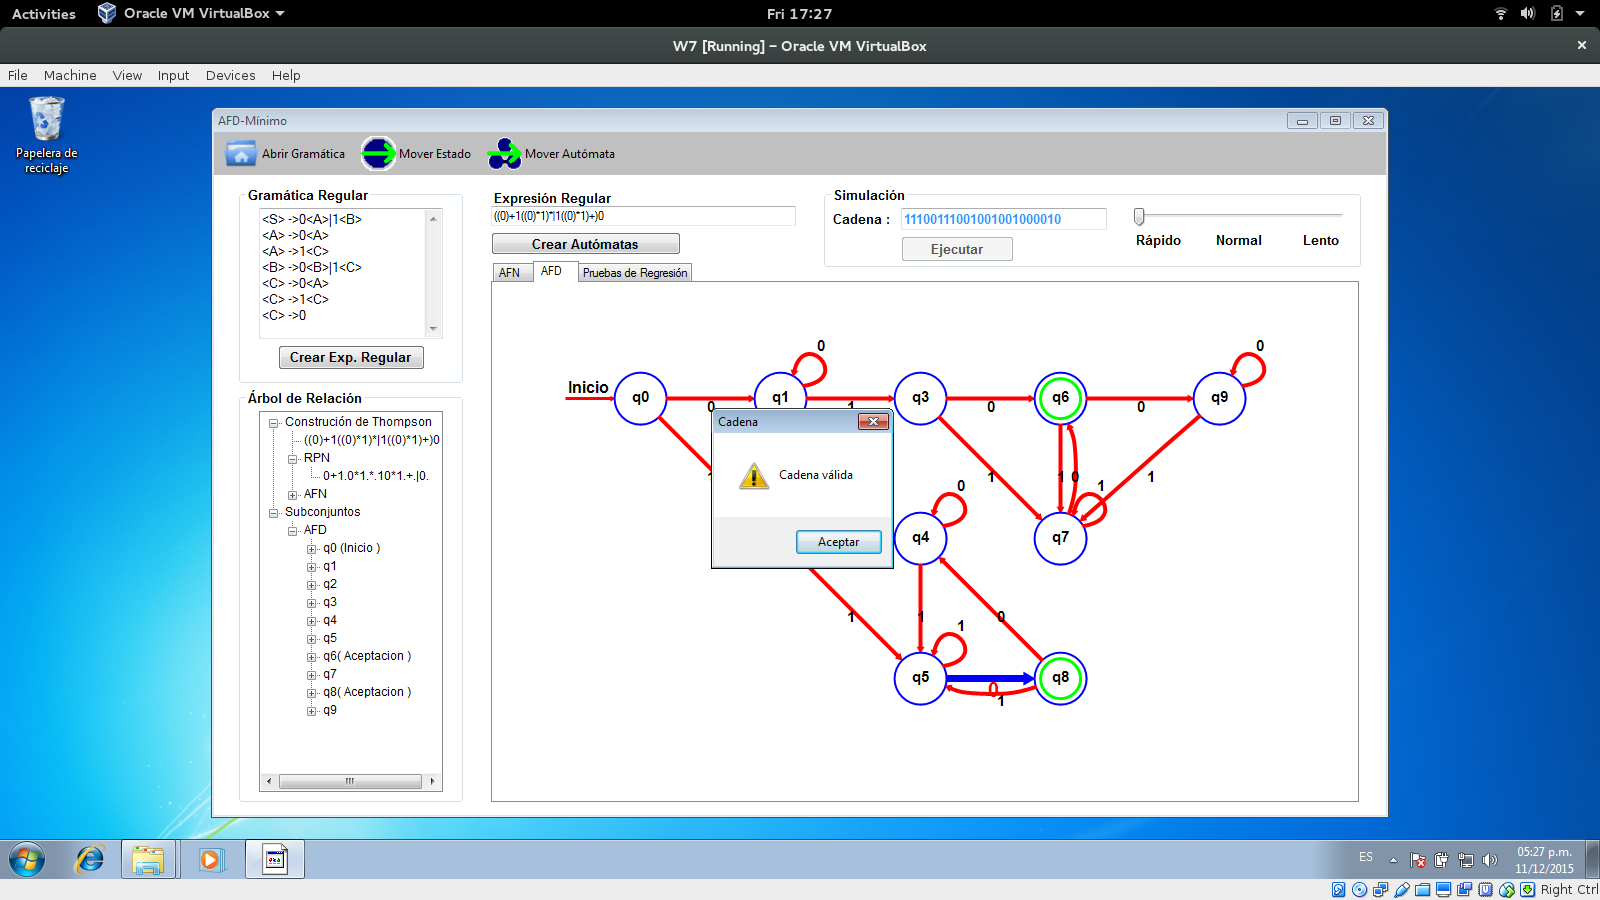 Activities Oracle VM VirtualBox Fri 17:27
W7 [Running] – Oracle VM VirtualBox
File Machine View Input Devices Help
Papelera de
reciclaje
AFD-Mínimo
Abrir Gramática Mover Estado Mover Autómata
Gramática Regular
<S> ->0<A>|1<B>
<A> ->0<A>
<A> ->1<C>
<B> ->0<B>|1<C>
<C> ->0<A>
<C> ->1<C>
<C> ->0
Crear Exp. Regular
Expresión Regular
((0)+1((0)*1)*|1((0)*1)+)0
Crear Autómatas
Simulación
Cadena : 11100111001001001000010
Ejecutar
Rápido Normal Lento
AFN AFD Pruebas de Regresión
Árbol de Relación
Construción de Thompson
((0)+1((0)*1)*|1((0)*1)+)0
RPN
0+1.0*1.*.10*1.+.|0.
AFN
Subconjuntos
AFD
q0 (Inicio )
q1
q2
q3
q4
q5
q6( Aceptacion )
q7
q8( Aceptacion )
q9
0 0
Inicio q0 q1 q3 q6 q9
0 1 0 0
1 1 0 1 1
0
q4 q7
1 1 0
1
q5 q8
0
1
Cadena
Cadena válida
Aceptar
ES
05:27 p.m.
11/12/2015
Right Ctrl